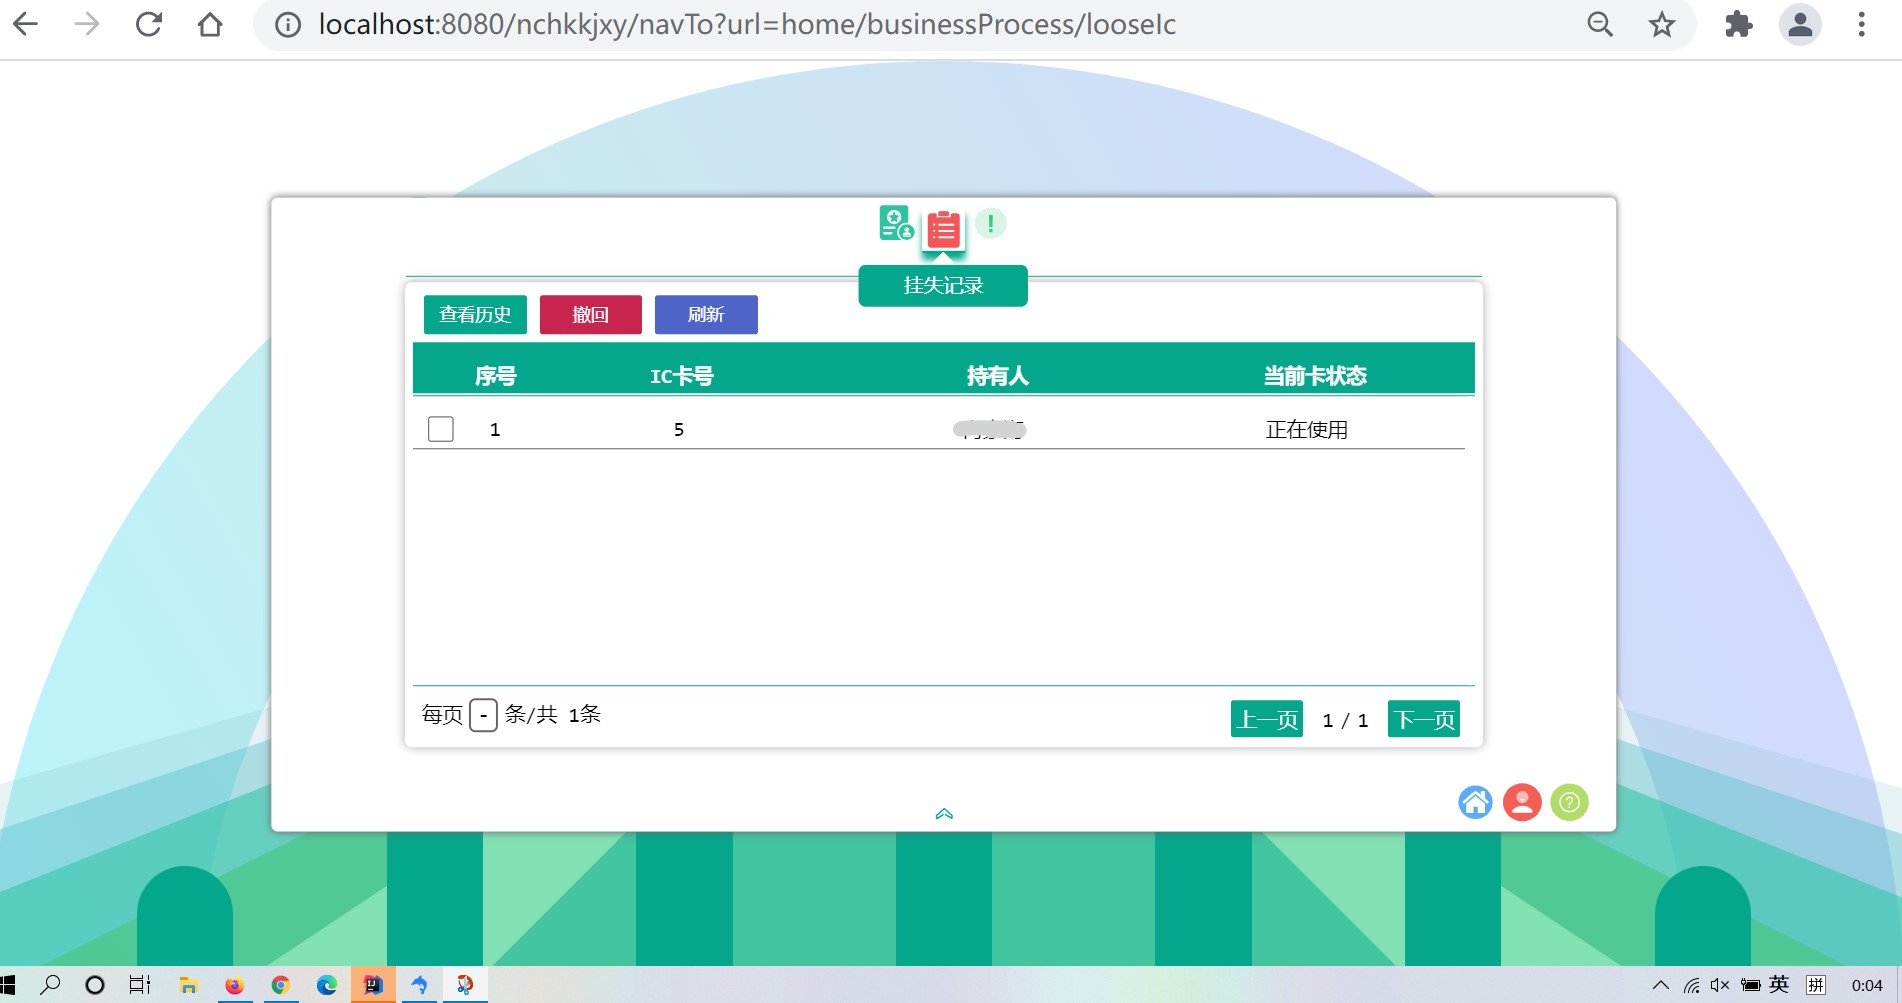 localhost:8080/nchkkjxy/navTo?url=home/businessProcess/looseIc
!
挂失记录
查看历史 撤回 刷新
序号 IC卡号 持有人 当前卡状态
1 5 正在使用
每页 - 条/共 1条 上一页 1 / 1 下一页
?
英 拼 0:04